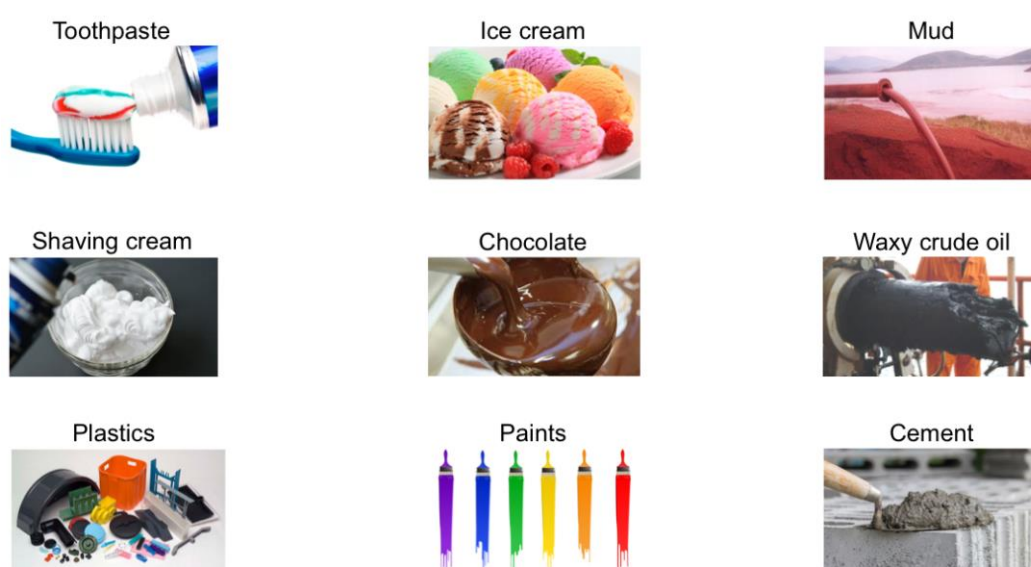 Toothpaste
Ice cream
Mud
Shaving cream
Chocolate
Waxy crude oil
Plastics
Paints
Cement